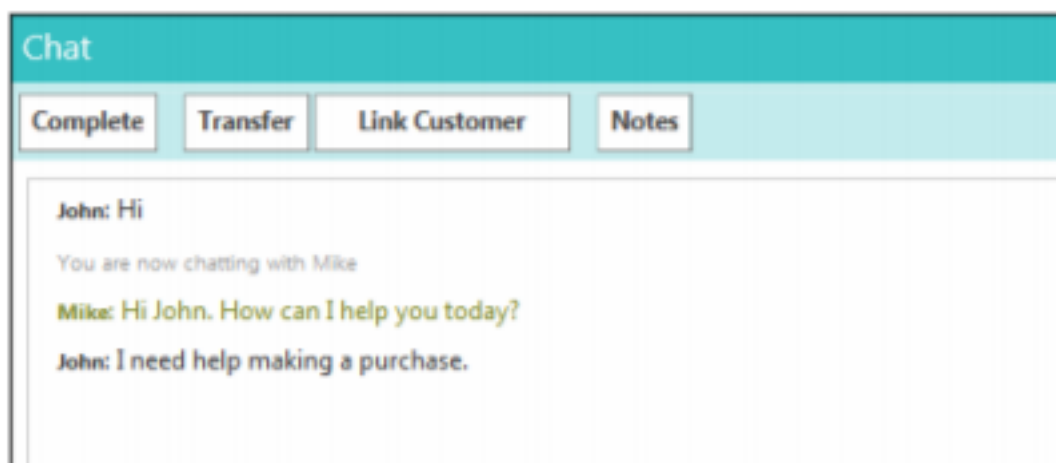 Chat
Complete Transfer Link Customer Notes
John: Hi
You are now chatting with Mike
Mike: Hi John. How can I help you today?
John: I need help making a purchase.